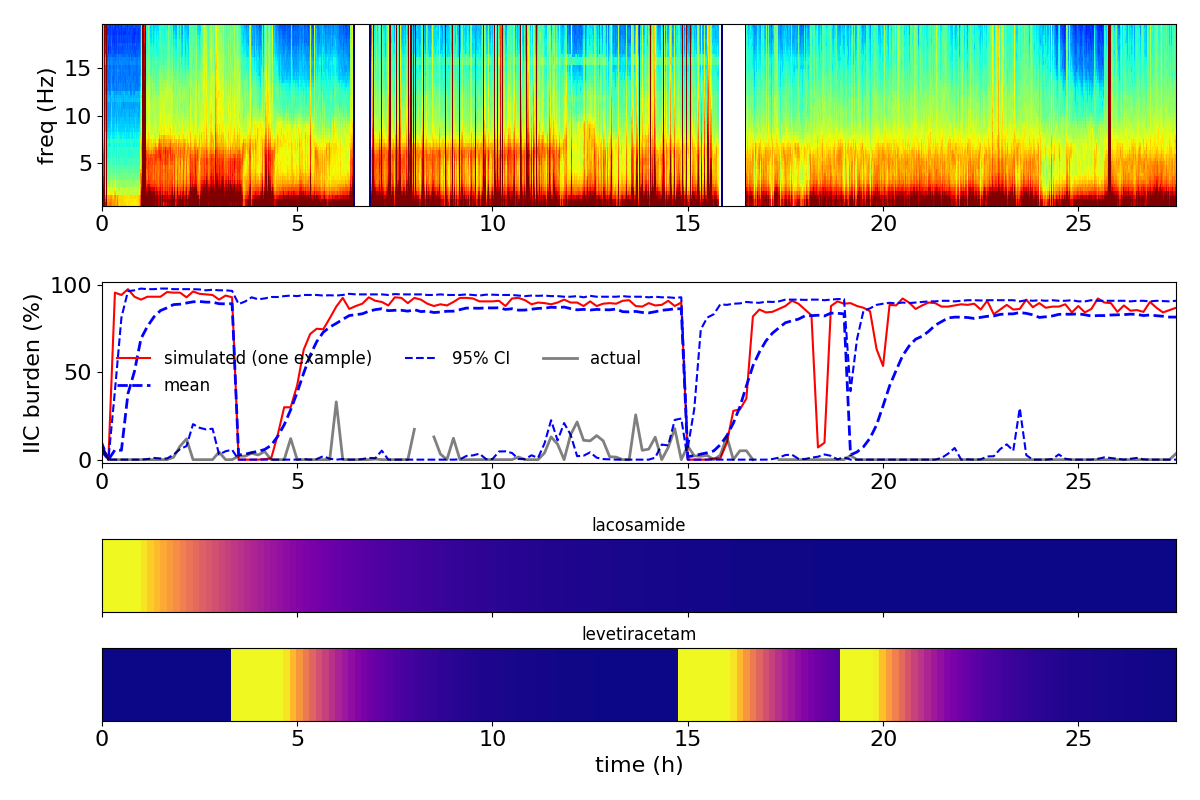 freq (Hz)
15
10
5
0 5 10 15 20 25
IIC burden (%)
100
50
0
simulated (one example) 95% CI actual
mean
0 5 10 15 20 25
lacosamide
levetiracetam
0 5 10 15 20 25
time (h)